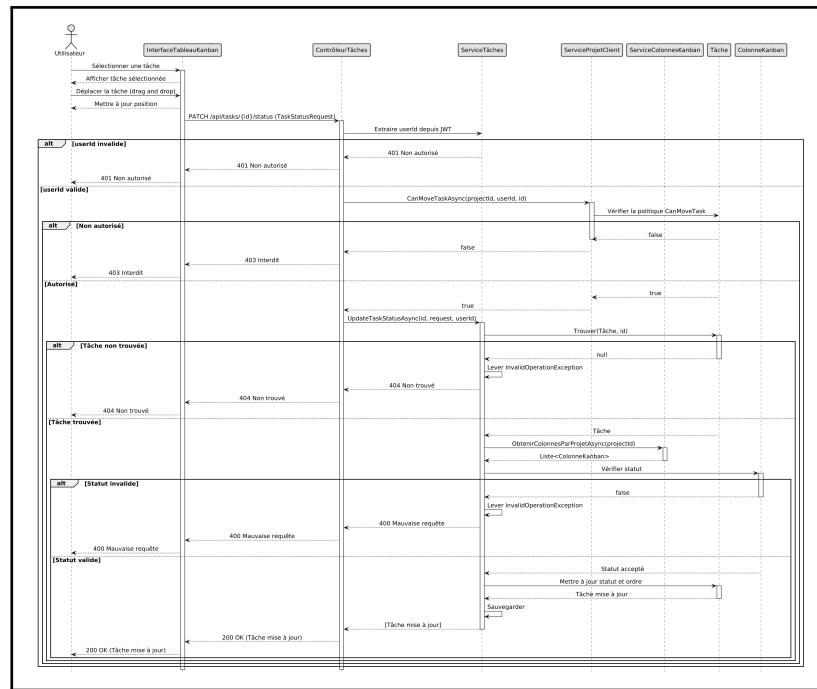 Utilisateur
InterfaceTableauKanban
ContrôleurTâches
ServiceTâches
ServiceProjetClient
ServiceColonnesKanban
Tâche
ColonneKanban
Sélectionner une tâche
Afficher tâche sélectionnée
Déplacer la tâche (drag and drop)
Mettre à jour position
PATCH /api/tasks/{id}/status (TaskStatusRequest)
Extraire userId depuis JWT
alt [userId invalide]
401 Non autorisé
401 Non autorisé
401 Non autorisé
[userId valide]
CanMoveTaskAsync(projectId, userId, id)
Vérifier la politique CanMoveTask
alt [Non autorisé]
false
false
403 Interdit
403 Interdit
[Autorisé]
true
true
UpdateTaskStatusAsync(id, request, userId)
Trouver(Tâche, id)
alt [Tâche non trouvée]
null
Lever InvalidOperationException
404 Non trouvé
404 Non trouvé
404 Non trouvé
[Tâche trouvée]
Tâche
ObtenirColonnesParProjetAsync(projectId)
Liste<ColonneKanban>
Vérifier statut
alt [Statut invalide]
false
Lever InvalidOperationException
400 Mauvaise requête
400 Mauvaise requête
400 Mauvaise requête
[Statut valide]
Statut accepté
Mettre à jour statut et ordre
Tâche mise à jour
Sauvegarder
[Tâche mise à jour]
200 OK (Tâche mise à jour)
200 OK (Tâche mise à jour)